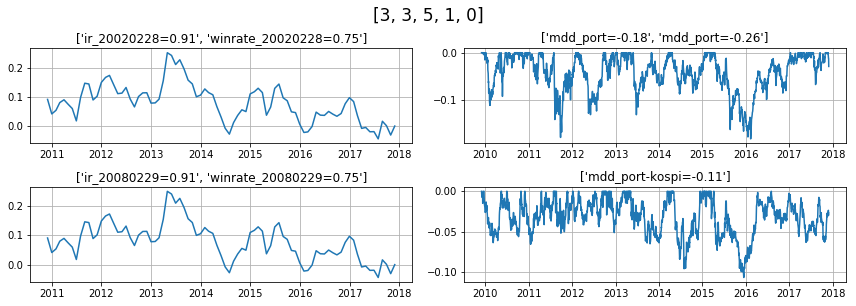 [3, 3, 5, 1, 0]
['ir_20020228=0.91', 'winrate_20020228=0.75']
0.2
0.1
0.0
2011 2012 2013 2014 2015 2016 2017 2018
['mdd_port=-0.18', 'mdd_port=-0.26']
0.0
−0.1
2010 2011 2012 2013 2014 2015 2016 2017 2018
['ir_20080229=0.91', 'winrate_20080229=0.75']
0.2
0.1
0.0
2011 2012 2013 2014 2015 2016 2017 2018
['mdd_port-kospi=-0.11']
0.00
−0.05
−0.10
2010 2011 2012 2013 2014 2015 2016 2017 2018